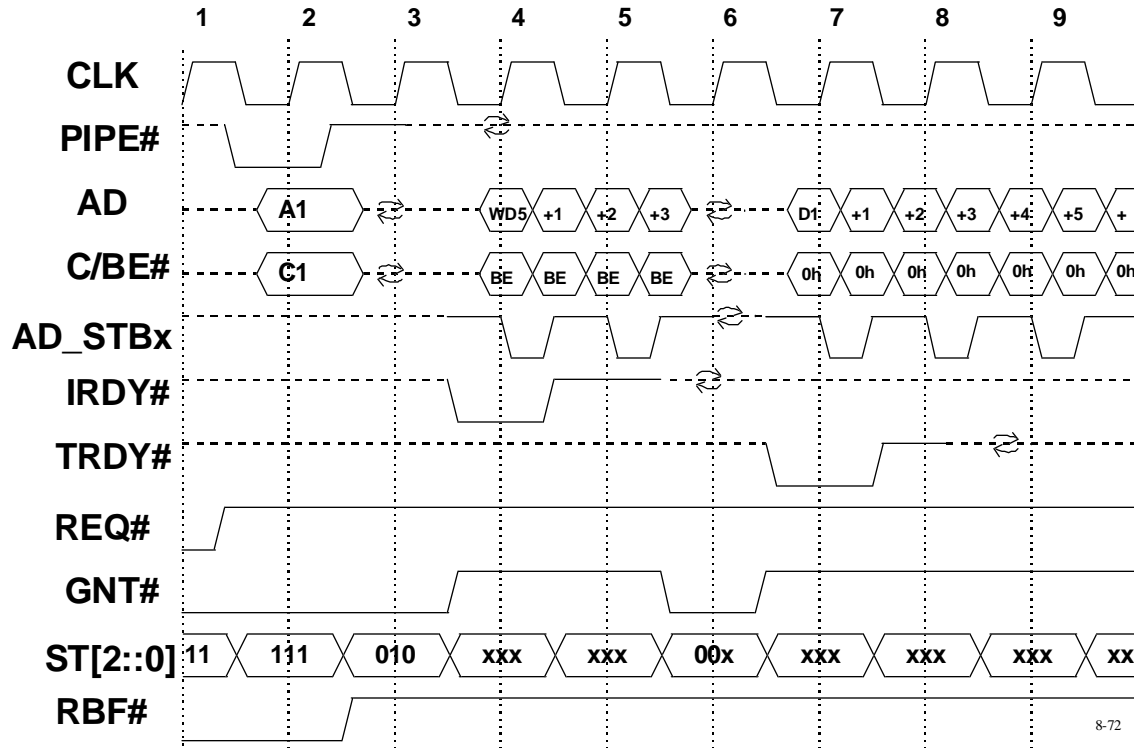 1 2 3 4 5 6 7 8 9
CLK
PIPE#
AD A1 WD5 +1 +2 +3 D1 +1 +2 +3 +4 +5 +
C/BE# C1 BE BE BE BE 0h 0h 0h 0h 0h 0h 0h
AD_STBx
IRDY#
TRDY#
REQ#
GNT#
ST[2::0] 11 111 010 xxx xxx 00x xxx xxx xxx xx
RBF#
8-72